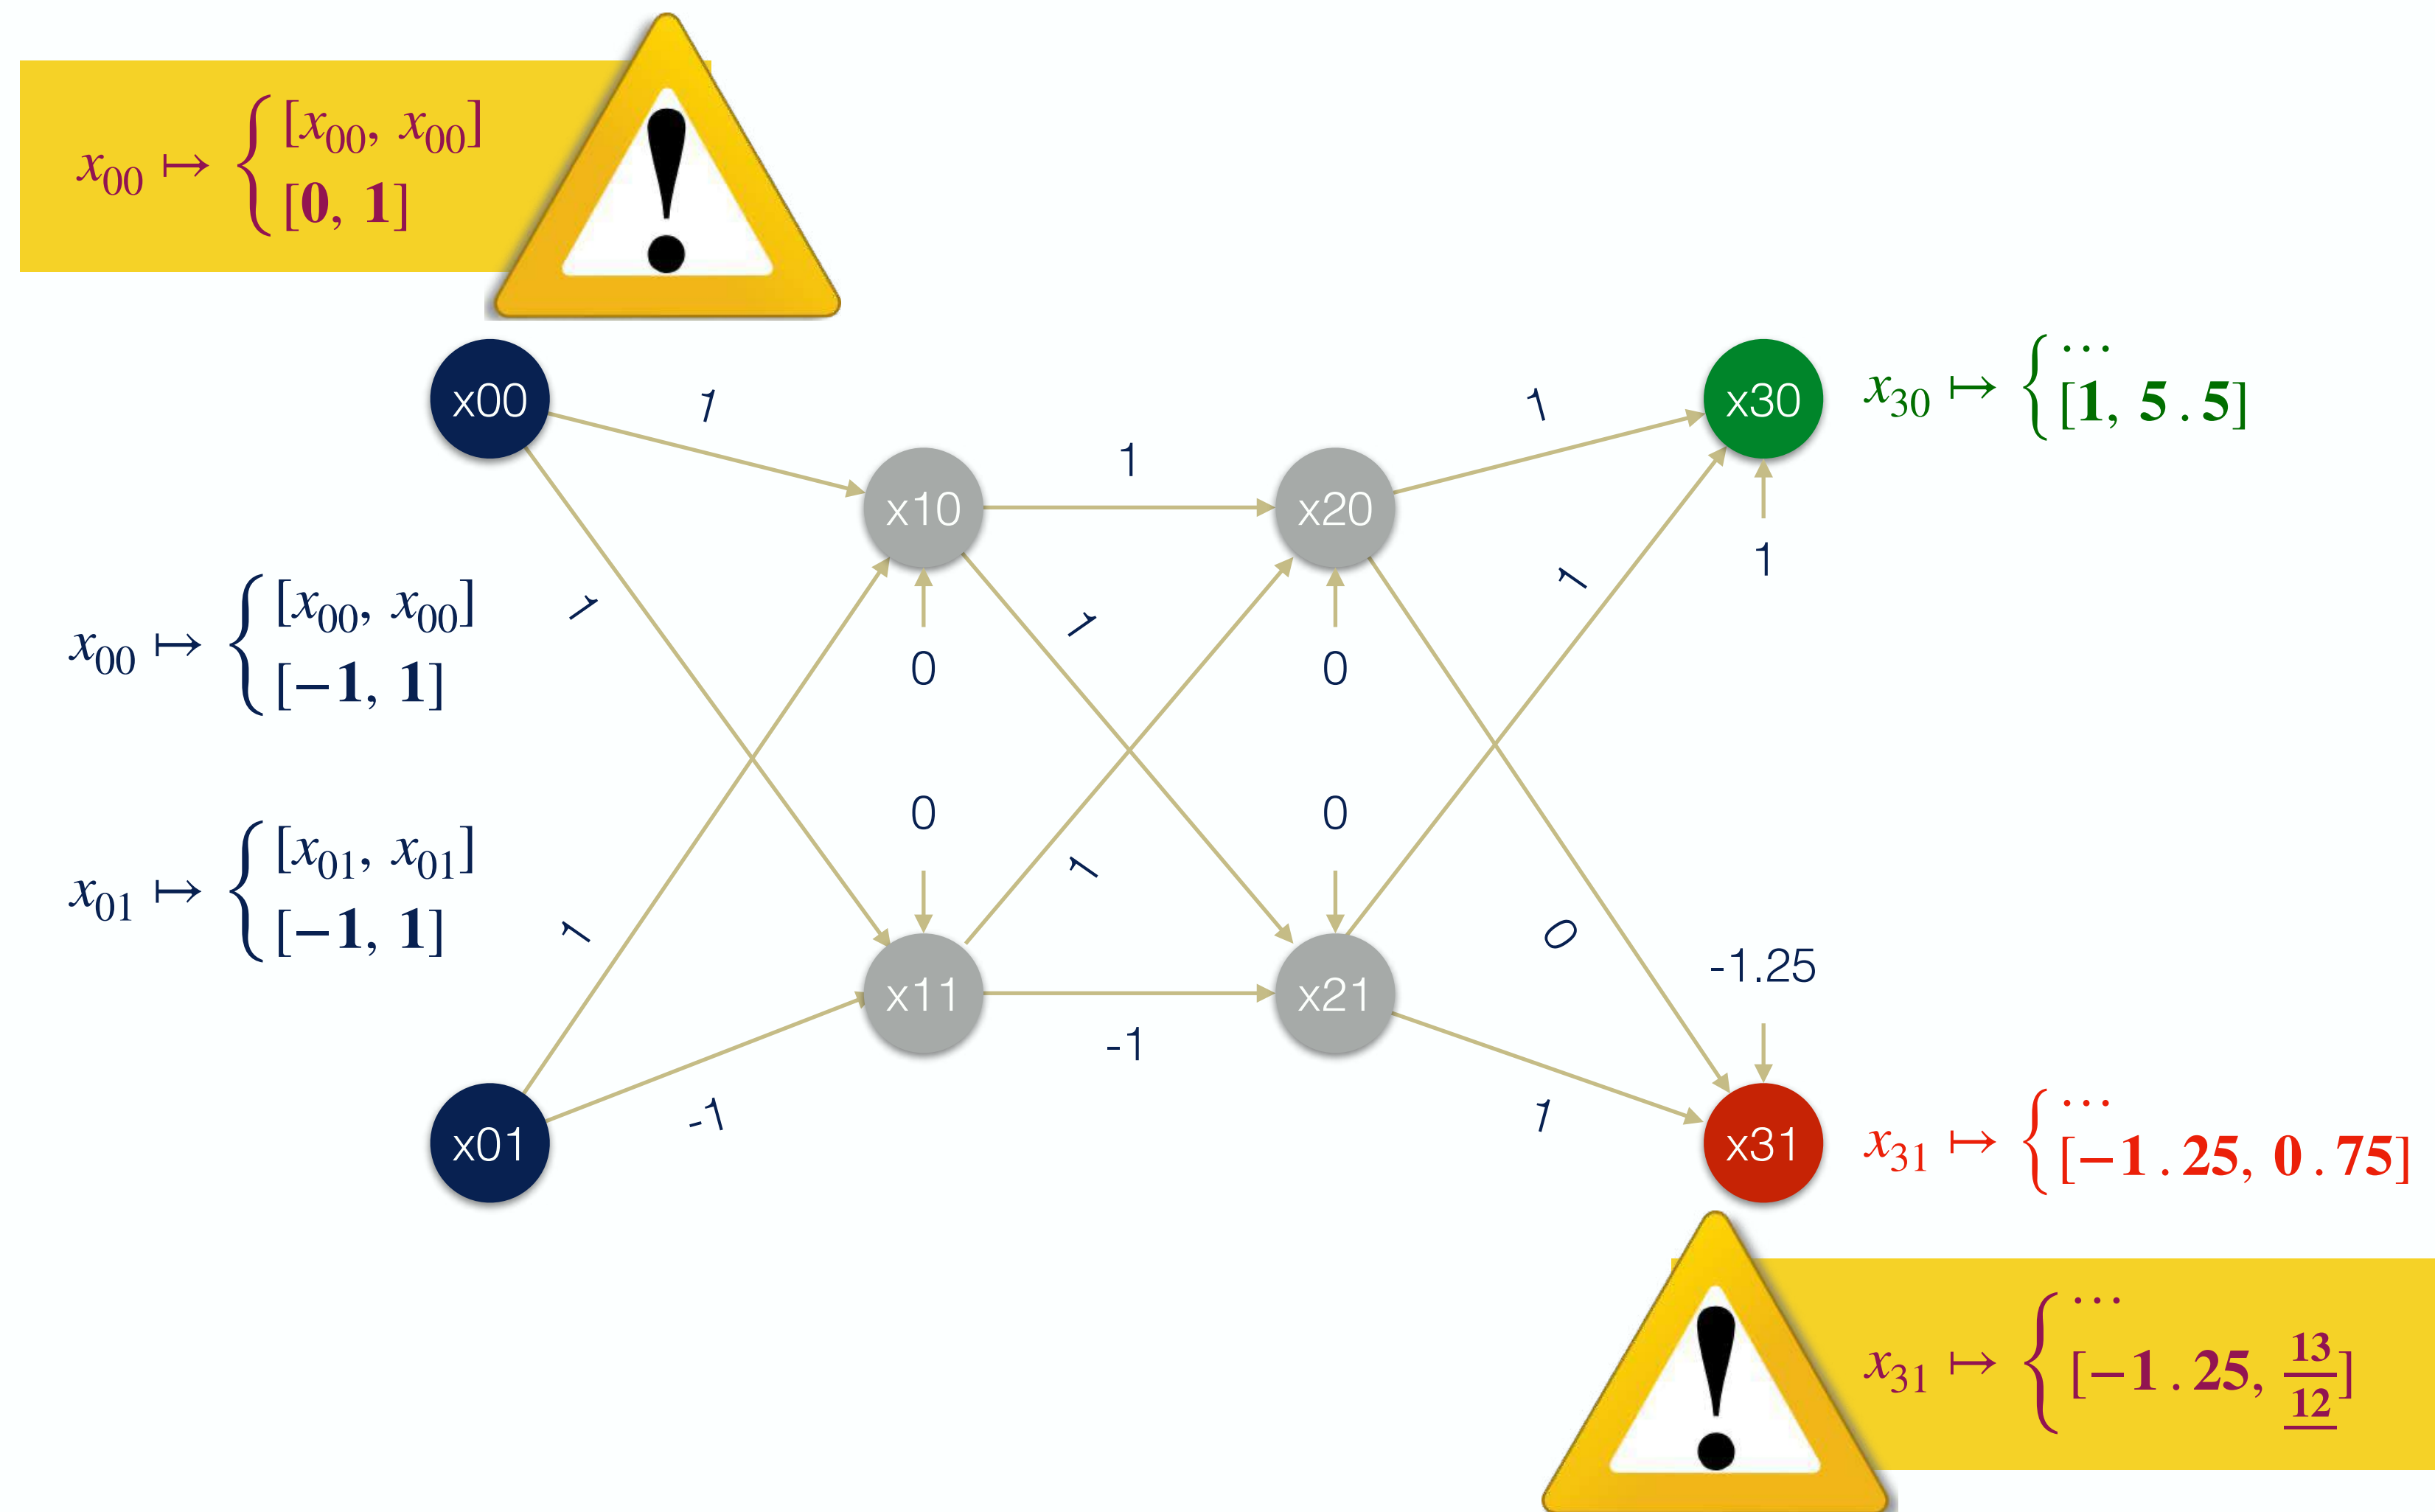 x₀₀ ↦ { [x₀₀, x₀₀]
[0, 1]
!
x00
1
1
x10
1
1
x20
1
x30
x₃₀ ↦ { ...
[1, 5.5]
1
1
1
0
0
x₀₀ ↦ { [x₀₀, x₀₀]
[−1, 1]
x₀₁ ↦ { [x₀₁, x₀₁]
[−1, 1]
0
0
1
1
0
-1.25
x11
-1
x21
x01
-1
1
x31
x₃₁ ↦ { ...
[−1.25, 0.75]
!
x₃₁ ↦ { ...
[−1.25, 13/12]